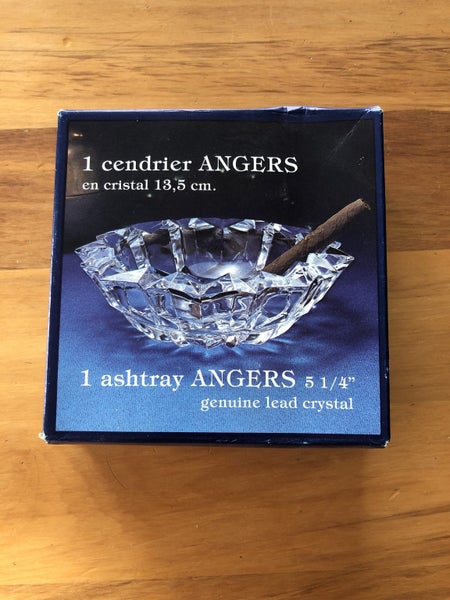 1 cendrier ANGERS
en cristal 13,5 cm.
1 ashtray ANGERS 5 1/4”
genuine lead crystal